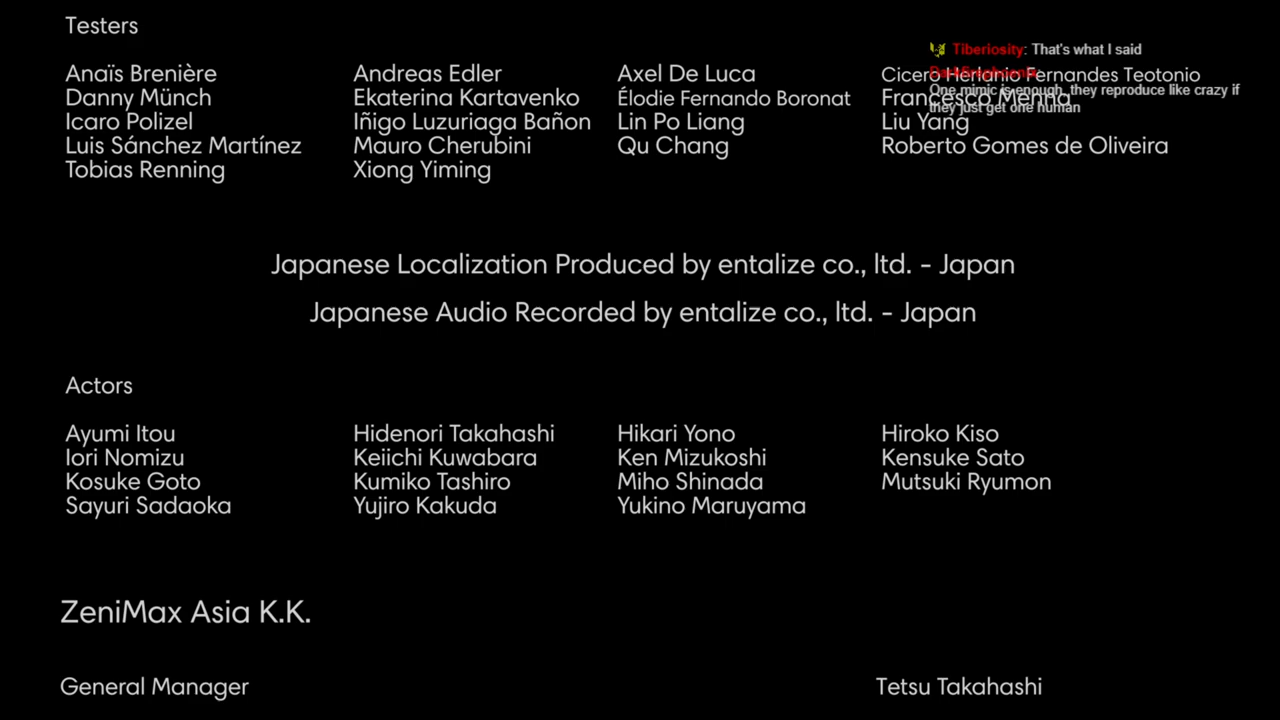 Testers
Anaïs Brenière
Danny Münch
Icaro Polizel
Luis Sánchez Martínez
Tobias Renning
Andreas Edler
Ekaterina Kartavenko
Iñigo Luzuriaga Bañon
Mauro Cherubini
Xiong Yiming
Axel De Luca
Élodie Fernando Boronat
Lin Po Liang
Qu Chang
Cicero Herlanio Fernandes Teotonio
Francesco Menna
Liu Yang
Roberto Gomes de Oliveira
Tiberiosity: That's what I said
One mimic is enough, they reproduce like crazy if
they just get one human
Japanese Localization Produced by entalize co., ltd. - Japan
Japanese Audio Recorded by entalize co., ltd. - Japan
Actors
Ayumi Itou
Iori Nomizu
Kosuke Goto
Sayuri Sadaoka
Hidenori Takahashi
Keiichi Kuwabara
Kumiko Tashiro
Yujiro Kakuda
Hikari Yono
Ken Mizukoshi
Miho Shinada
Yukino Maruyama
Hiroko Kiso
Kensuke Sato
Mutsuki Ryumon
ZeniMax Asia K.K.
General Manager
Tetsu Takahashi